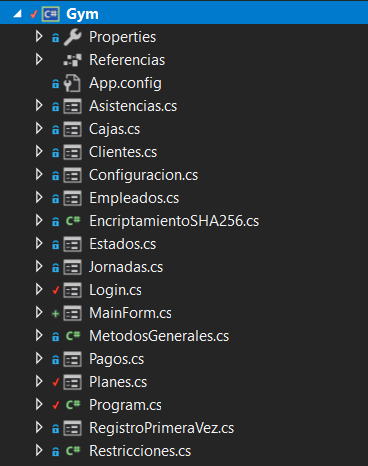 Gym
Properties
Referencias
App.config
Asistencias.cs
Cajas.cs
Clientes.cs
Configuracion.cs
Empleados.cs
EncriptamientoSHA256.cs
Estados.cs
Jornadas.cs
Login.cs
MainForm.cs
MetodosGenerales.cs
Pagos.cs
Planes.cs
Program.cs
RegistroPrimeraVez.cs
Restricciones.cs